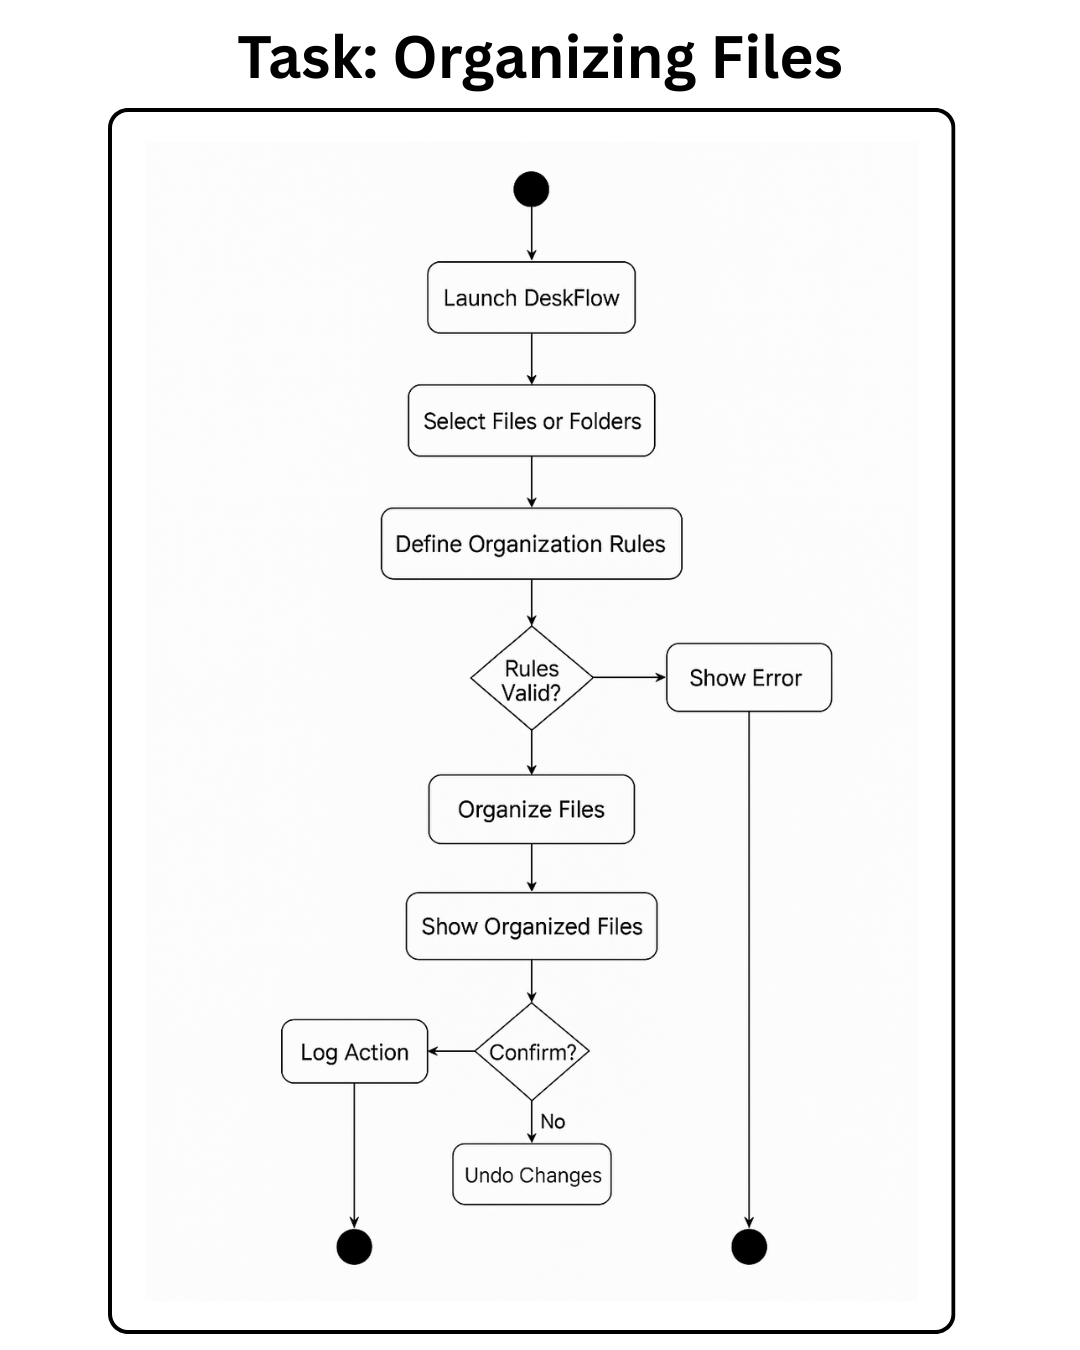 Task: Organizing Files
Launch DeskFlow
Select Files or Folders
Define Organization Rules
Rules
Valid?
Show Error
Organize Files
Show Organized Files
Log Action
Confirm?
No
Undo Changes